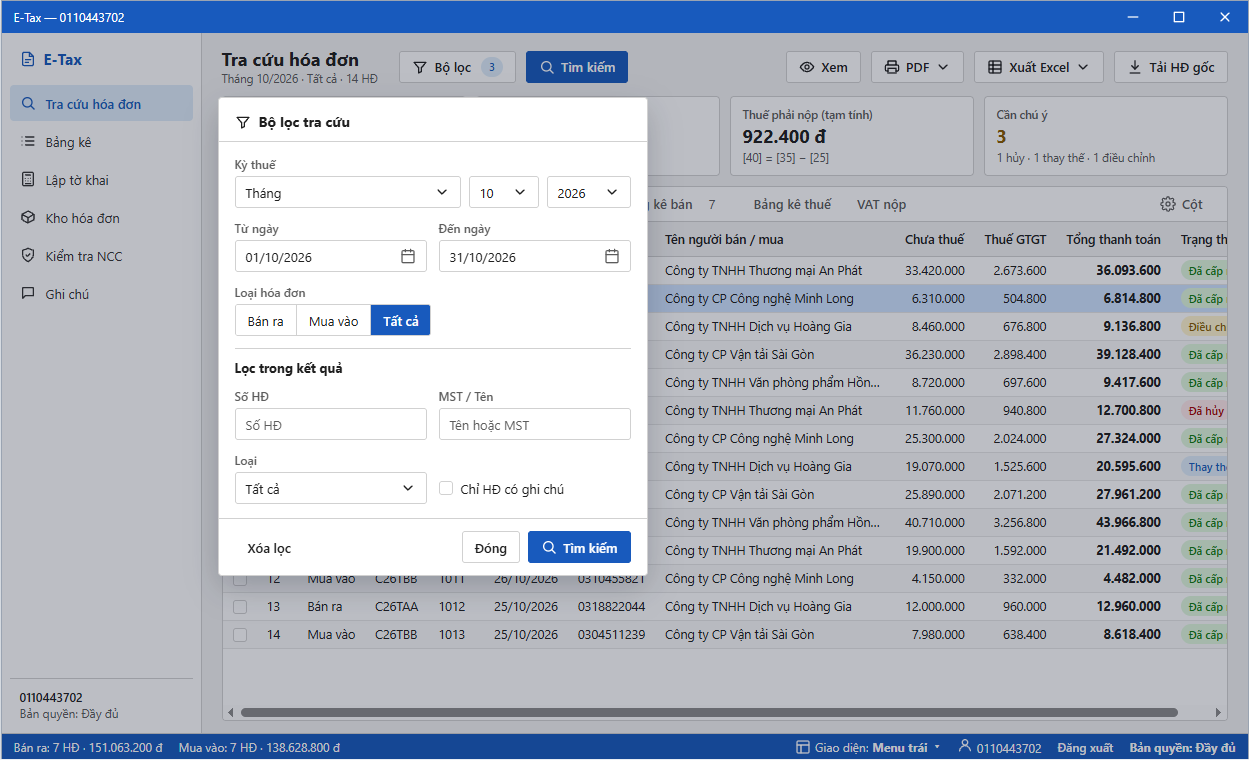 E-Tax — 0110443702
E-Tax
Tra cứu hóa đơn
Bảng kê
Lập tờ khai
Kho hóa đơn
Kiểm tra NCC
Ghi chú
0110443702
Bản quyền: Đầy đủ
Tra cứu hóa đơn
Tháng 10/2026 · Tất cả · 14 HĐ
Bộ lọc 3
Tìm kiếm
Xem
PDF
Xuất Excel
Tải HĐ gốc
Thuế phải nộp (tạm tính)
922.400 đ
[40] = [35] − [25]
Cần chú ý
3
1 hủy · 1 thay thế · 1 điều chỉnh
Bộ lọc tra cứu
Kỳ thuế
Tháng 10 2026
Từ ngày Đến ngày
01/10/2026 31/10/2026
Loại hóa đơn
Bán ra Mua vào Tất cả
Lọc trong kết quả
Số HĐ MST / Tên
Số HĐ Tên hoặc MST
Loại
Tất cả Chỉ HĐ có ghi chú
Xóa lọc Đóng Tìm kiếm
kê bán 7 Bảng kê thuế VAT nộp Cột
Tên người bán / mua Chưa thuế Thuế GTGT Tổng thanh toán Trạng th
Công ty TNHH Thương mại An Phát 33.420.000 2.673.600 36.093.600 Đã cấp
Công ty CP Công nghệ Minh Long 6.310.000 504.800 6.814.800 Đã cấp
Công ty TNHH Dịch vụ Hoàng Gia 8.460.000 676.800 9.136.800 Điều ch
Công ty CP Vận tải Sài Gòn 36.230.000 2.898.400 39.128.400 Đã cấp
Công ty TNHH Văn phòng phẩm Hồn... 8.720.000 697.600 9.417.600 Đã cấp
Công ty TNHH Thương mại An Phát 11.760.000 940.800 12.700.800 Đã hủy
Công ty CP Công nghệ Minh Long 25.300.000 2.024.000 27.324.000 Đã cấp
Công ty TNHH Dịch vụ Hoàng Gia 19.070.000 1.525.600 20.595.600 Thay th
Công ty CP Vận tải Sài Gòn 25.890.000 2.071.200 27.961.200 Đã cấp
Công ty TNHH Văn phòng phẩm Hồn... 40.710.000 3.256.800 43.966.800 Đã cấp
Công ty TNHH Thương mại An Phát 19.900.000 1.592.000 21.492.000 Đã cấp
12 Mua vào C26TBB 1011 26/10/2026 0310455821 Công ty CP Công nghệ Minh Long 4.150.000 332.000 4.482.000 Đã cấp
13 Bán ra C26TAA 1012 25/10/2026 0318822044 Công ty TNHH Dịch vụ Hoàng Gia 12.000.000 960.000 12.960.000 Đã cấp
14 Mua vào C26TBB 1013 25/10/2026 0304511239 Công ty CP Vận tải Sài Gòn 7.980.000 638.400 8.618.400 Đã cấp
Bán ra: 7 HĐ · 151.063.200 đ Mua vào: 7 HĐ · 138.628.800 đ Giao diện: Menu trái 0110443702 Đăng xuất Bản quyền: Đầy đủ